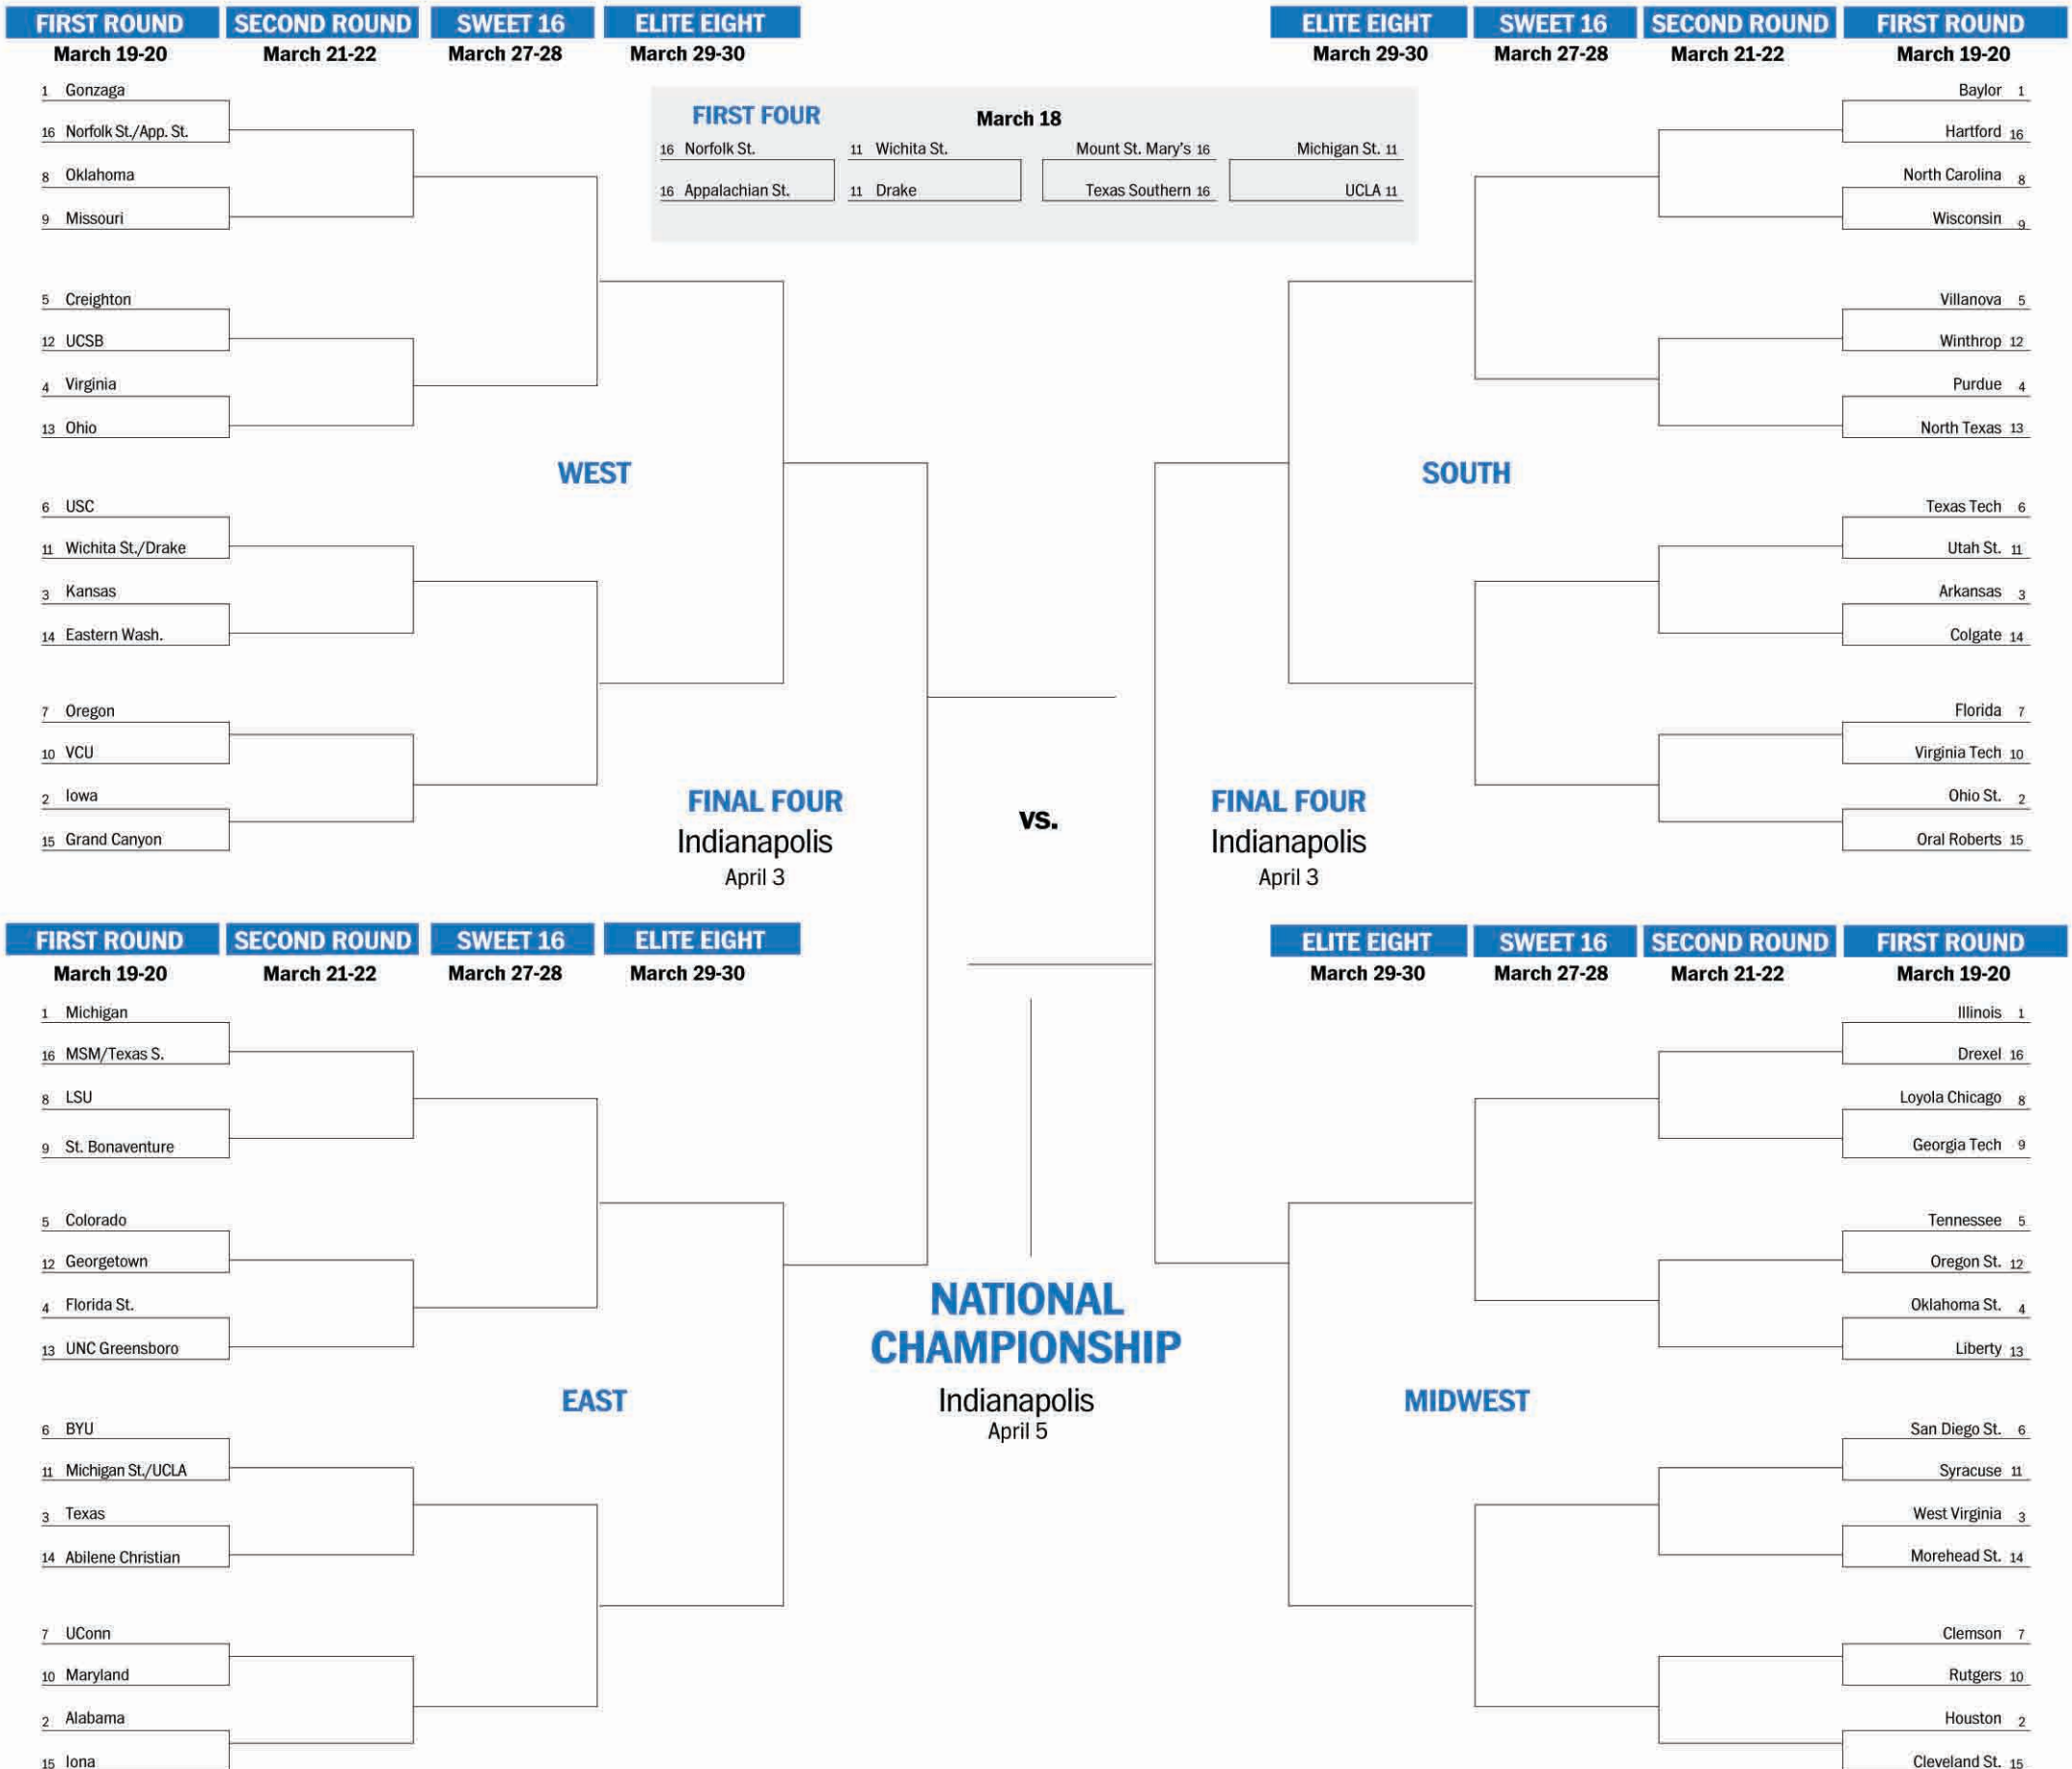 FIRST ROUND SECOND ROUND SWEET 16 ELITE EIGHT
March 19-20 March 21-22 March 27-28 March 29-30
1 Gonzaga
16 Norfolk St./App. St.
8 Oklahoma
9 Missouri
5 Creighton
12 UCSB
4 Virginia
13 Ohio
WEST
6 USC
11 Wichita St./Drake
3 Kansas
14 Eastern Wash.
7 Oregon
10 VCU
2 Iowa
15 Grand Canyon
FIRST FOUR March 18
16 Norfolk St.
16 Appalachian St.
11 Wichita St.
11 Drake
Mount St. Mary's 16
Texas Southern 16
Michigan St. 11
UCLA 11
ELITE EIGHT SWEET 16 SECOND ROUND FIRST ROUND
March 29-30 March 27-28 March 21-22 March 19-20
Baylor 1
Hartford 16
North Carolina 8
Wisconsin 9
Villanova 5
Winthrop 12
Purdue 4
North Texas 13
SOUTH
Texas Tech 6
Utah St. 11
Arkansas 3
Colgate 14
Florida 7
Virginia Tech 10
Ohio St. 2
Oral Roberts 15
FINAL FOUR
Indianapolis
April 3
vs.
FINAL FOUR
Indianapolis
April 3
FIRST ROUND SECOND ROUND SWEET 16 ELITE EIGHT
March 19-20 March 21-22 March 27-28 March 29-30
1 Michigan
16 MSM/Texas S.
8 LSU
9 St. Bonaventure
5 Colorado
12 Georgetown
4 Florida St.
13 UNC Greensboro
EAST
6 BYU
11 Michigan St./UCLA
3 Texas
14 Abilene Christian
7 UConn
10 Maryland
2 Alabama
15 Iona
NATIONAL
CHAMPIONSHIP
Indianapolis
April 5
ELITE EIGHT SWEET 16 SECOND ROUND FIRST ROUND
March 29-30 March 27-28 March 21-22 March 19-20
Illinois 1
Drexel 16
Loyola Chicago 8
Georgia Tech 9
Tennessee 5
Oregon St. 12
Oklahoma St. 4
Liberty 13
MIDWEST
San Diego St. 6
Syracuse 11
West Virginia 3
Morehead St. 14
Clemson 7
Rutgers 10
Houston 2
Cleveland St. 15